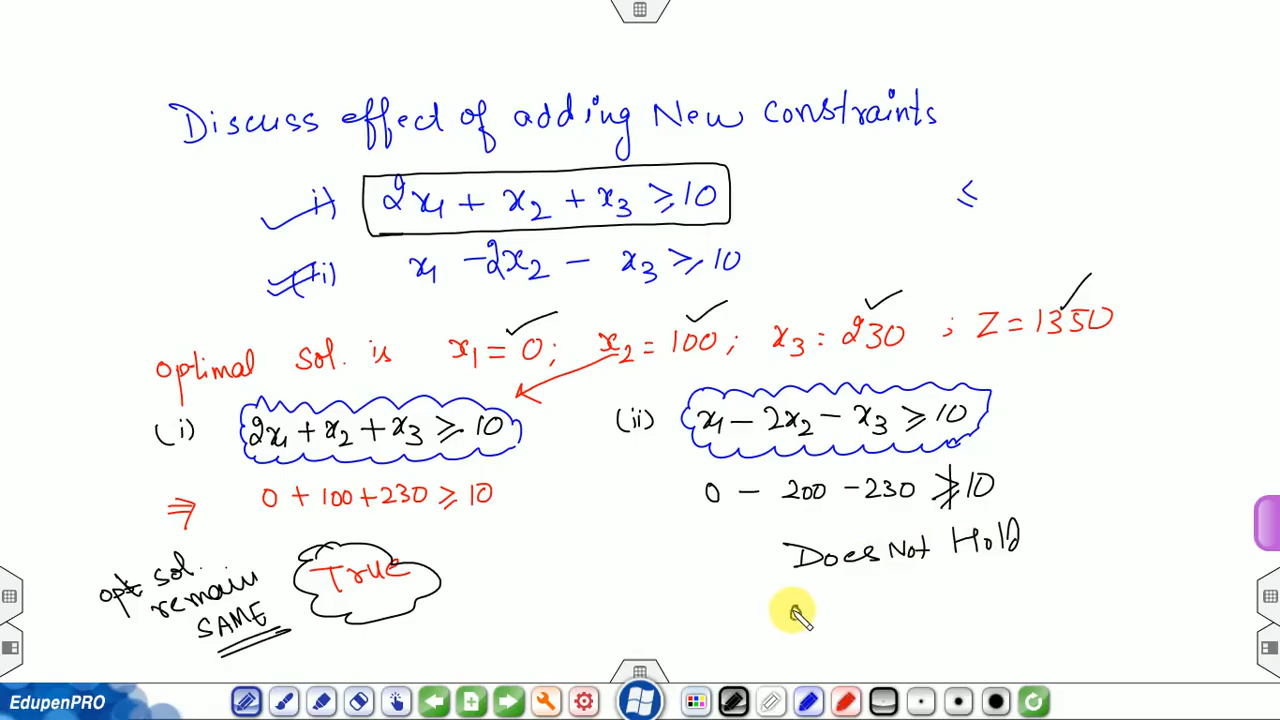 Discuss effect of adding New constraints
i) 2x₁ + x₂ + x₃ ≥ 10 ≤
(ii) x₁ - 2x₂ - x₃ ≥ 10
optimal sol. is x₁ = 0; x₂ = 100; x₃ = 230 ; Z = 1350
(i) 2x₁ + x₂ + x₃ ≥ 10
⇒ 0 + 100 + 230 ≥ 10
True
opt sol. remain SAME
(ii) x₁ - 2x₂ - x₃ ≥ 10
0 - 200 - 230 ≱ 10
Does Not Hold
EdupenPRO